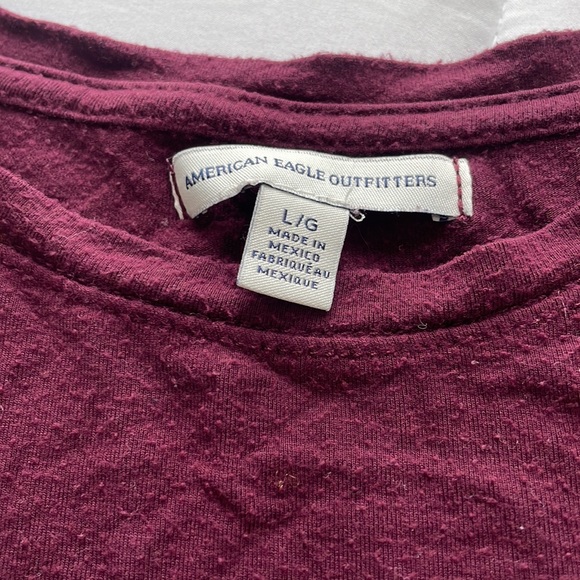 AMERICAN EAGLE OUTFITTERS
L/G
MADE IN
MEXICO
FABRIQUÉ AU
MEXIQUE